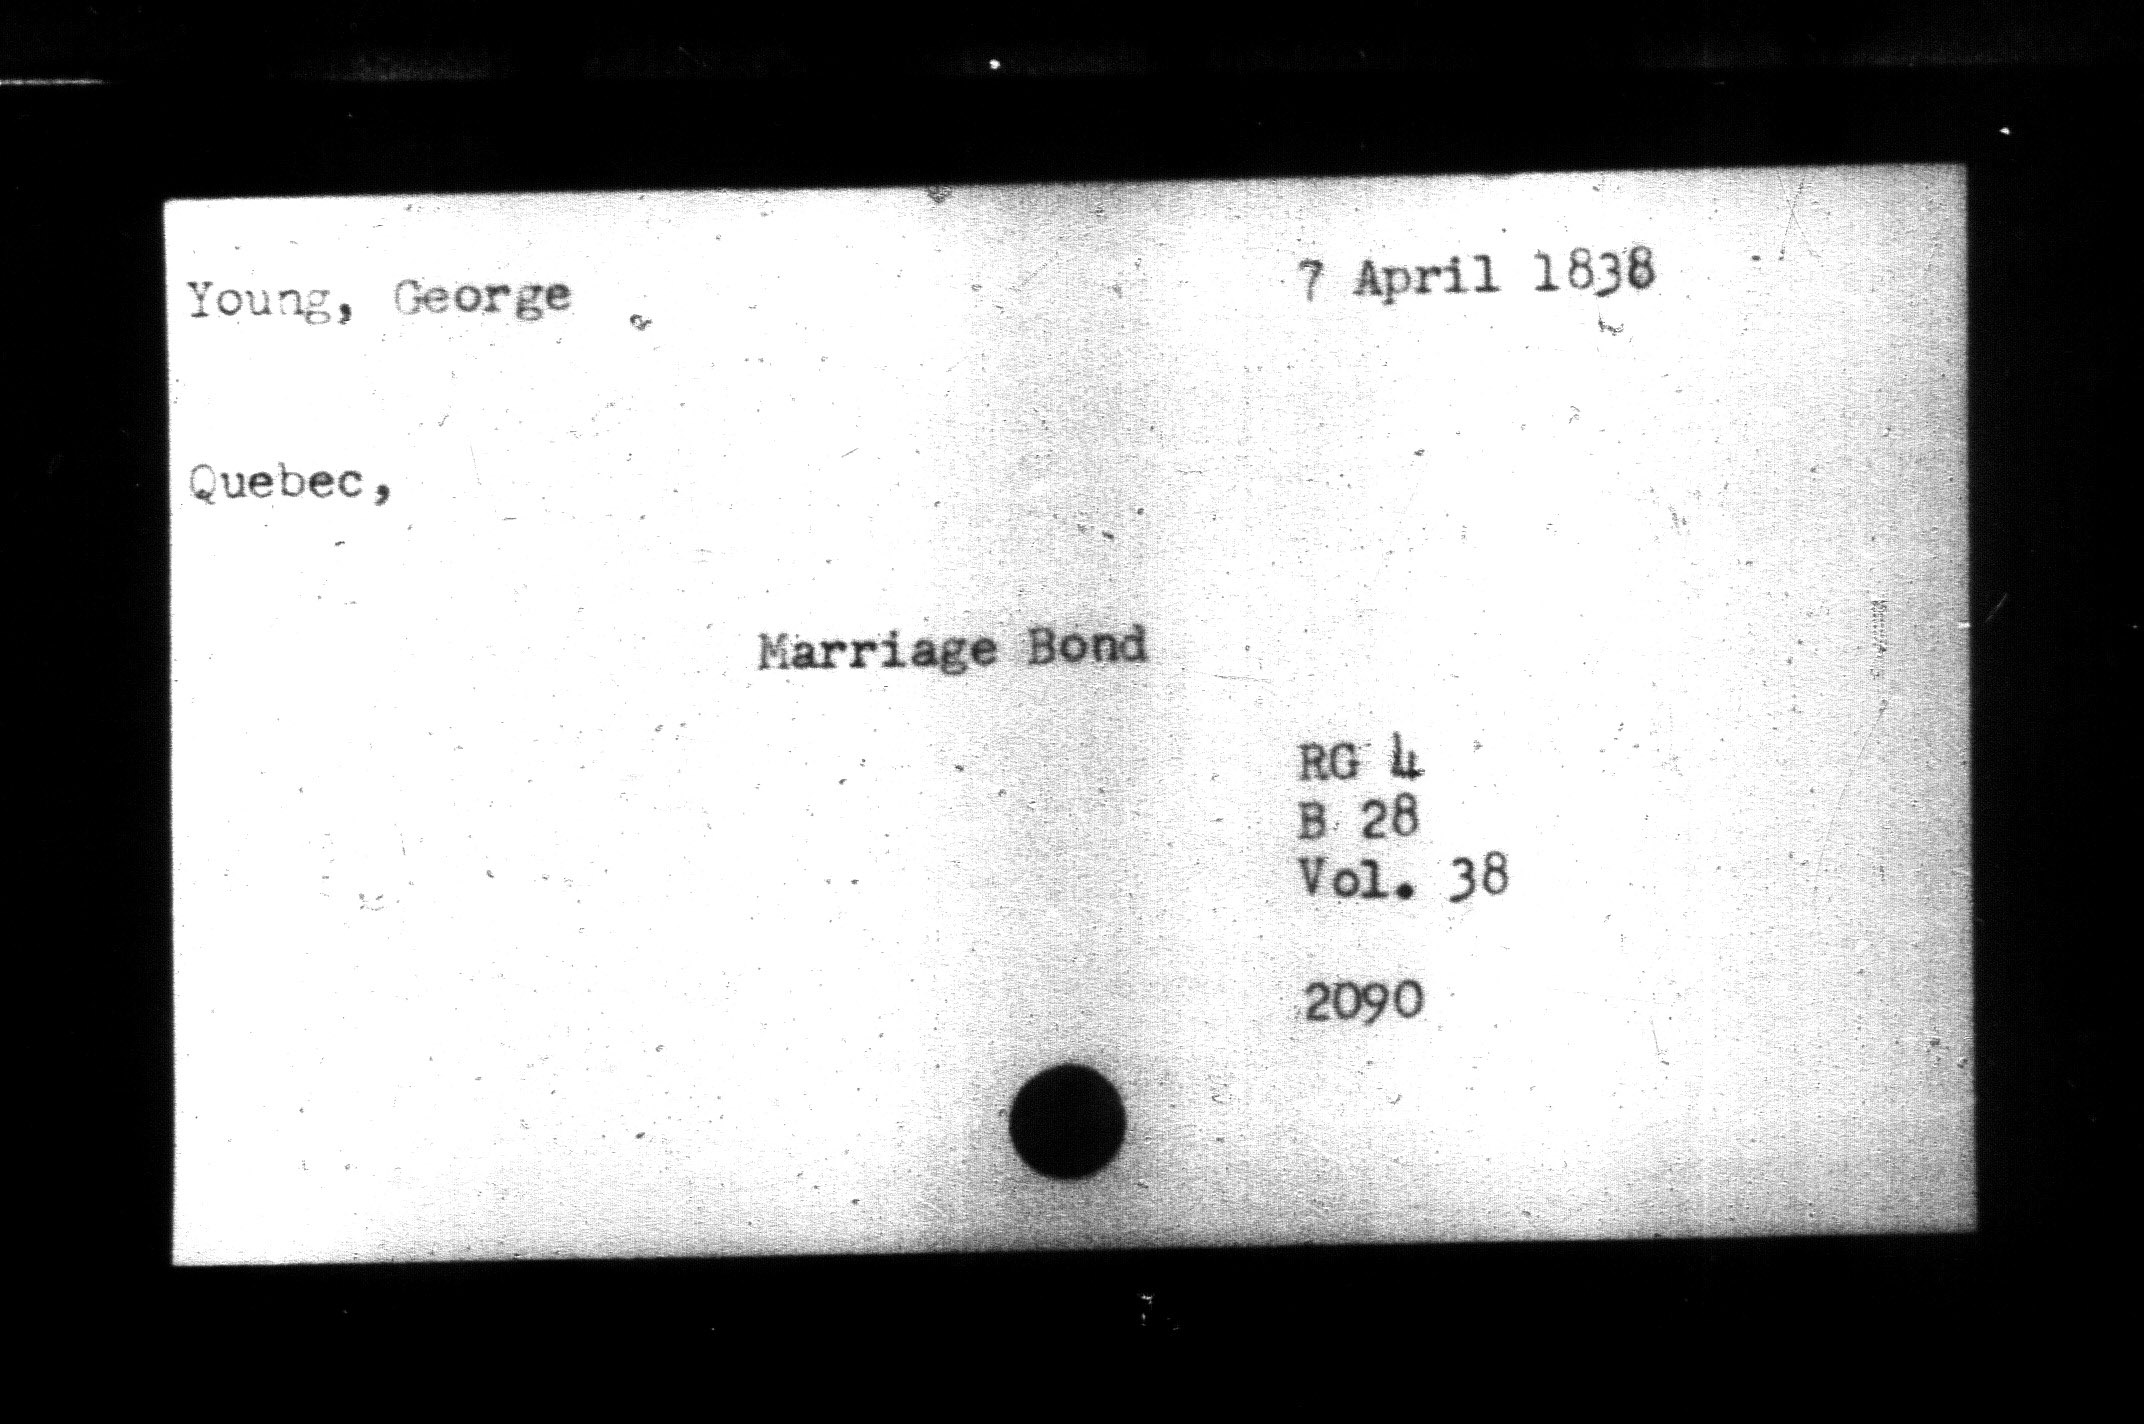 Young, George
7 April 1838
Quebec,
Marriage Bond
RG 4
B 28
Vol. 38
2090